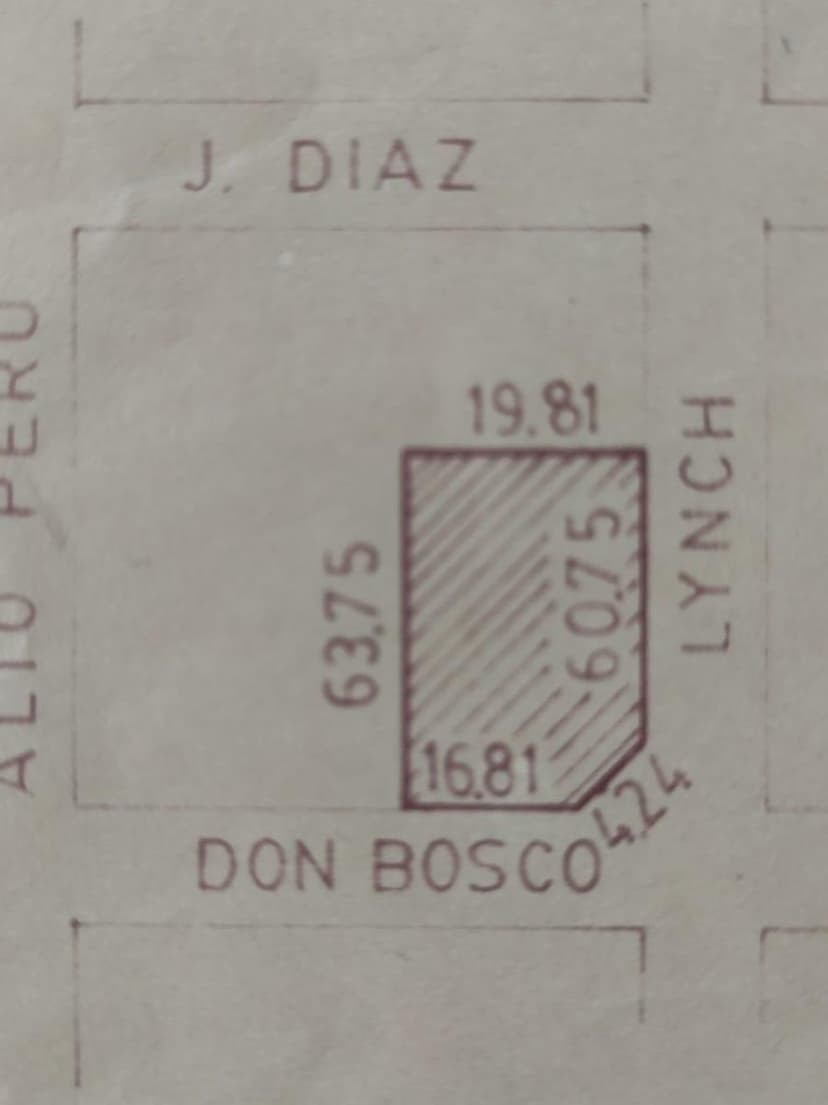 J. DIAZ
ALTO PERU
19.81
LYNCH
63.75
60.75
16.81
4.24
DON BOSCO